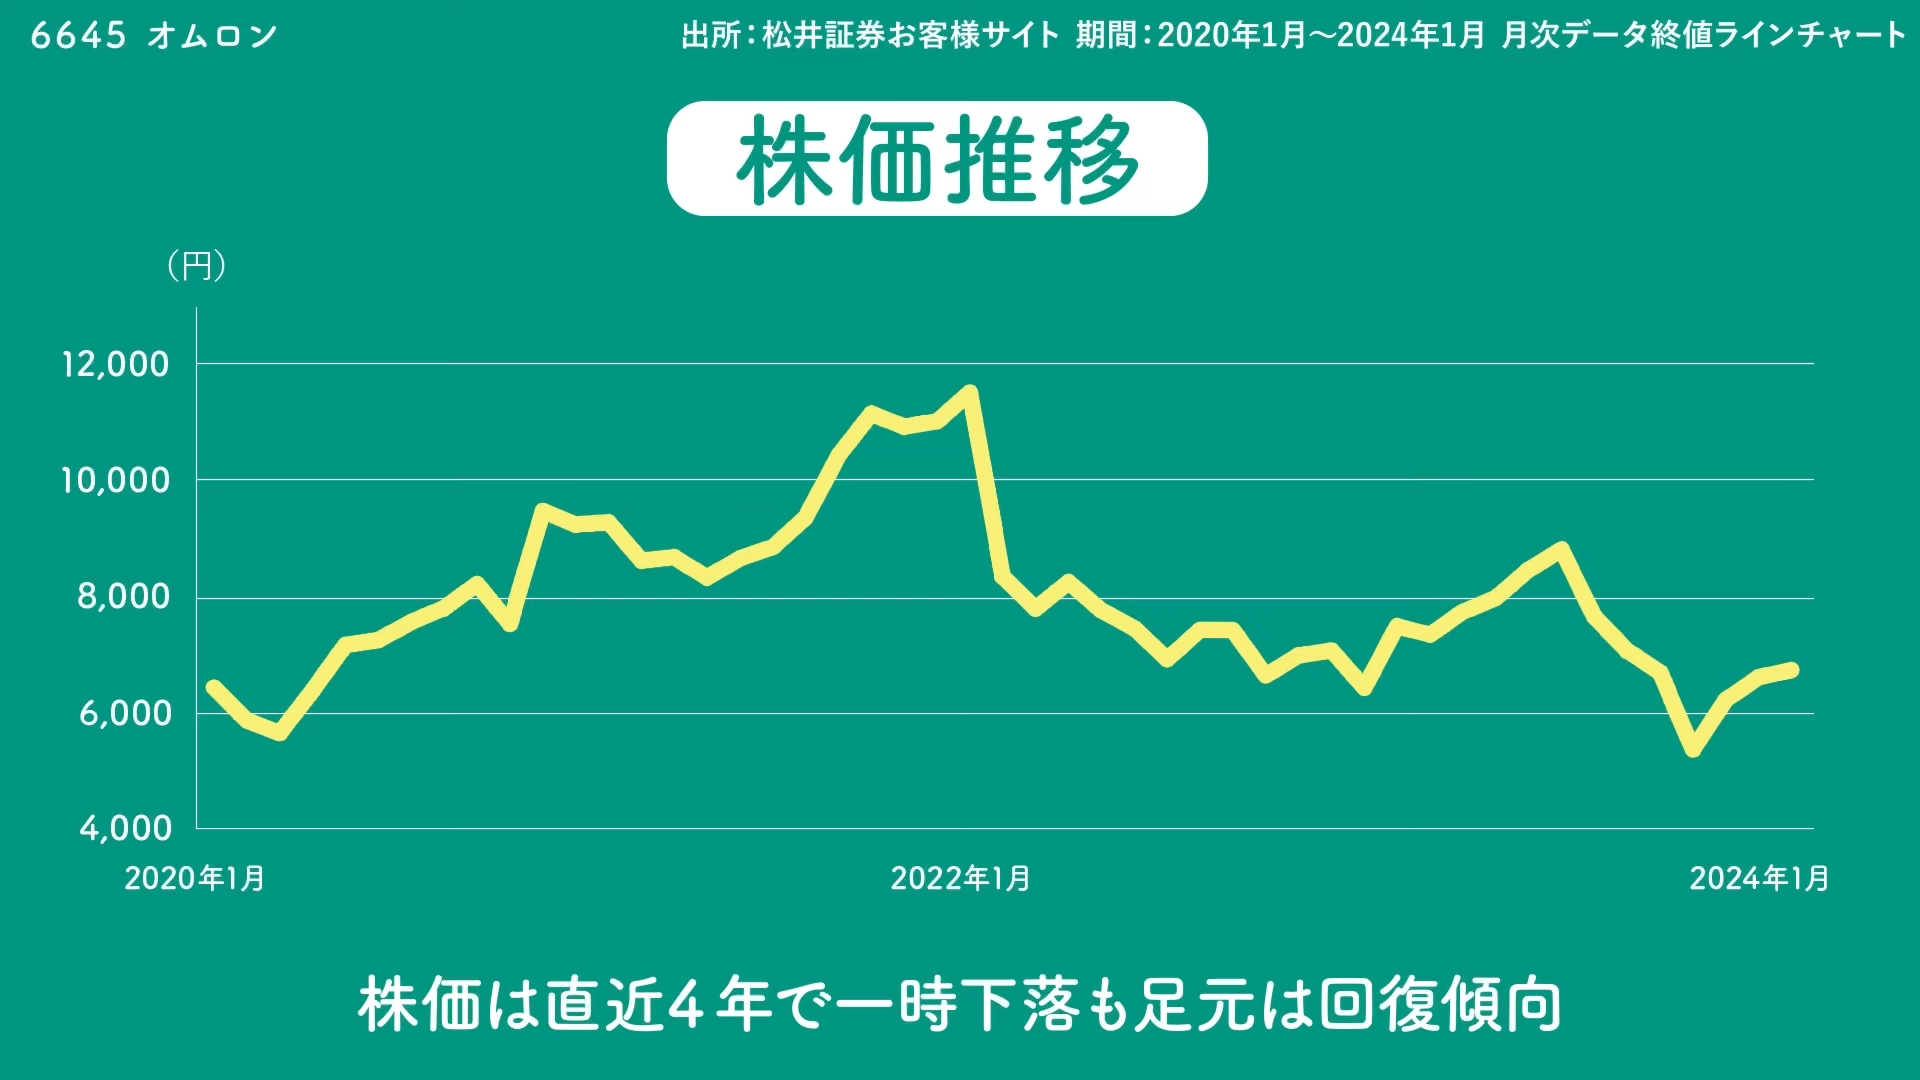 6645 オムロン
出所：松井証券お客様サイト 期間：2020年1月～2024年1月 月次データ終値ラインチャート
株価推移
（円）
12,000
10,000
8,000
6,000
4,000
2020年1月 2022年1月 2024年1月
株価は直近4年で一時下落も足元は回復傾向